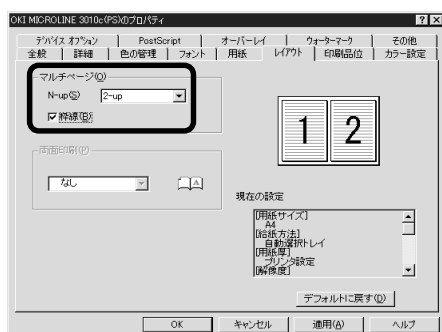 OKI MICROLINE 3010c(PS)のプロパティ
デバイス オプション PostScript オーバーレイ ウォーターマーク その他
全般 詳細 色の管理 フォント 用紙 レイアウト 印刷品位 カラー設定
マルチページ(O)
N-up(S) 2-up
枠線(B)
両面印刷(P)
なし
A
1 2
現在の設定
[用紙サイズ]
A4
[給紙方法]
自動選択トレイ
[用紙厚]
プリンタ設定
[解像度]
デフォルトに戻す(D)
OK キャンセル 適用(A) ヘルプ